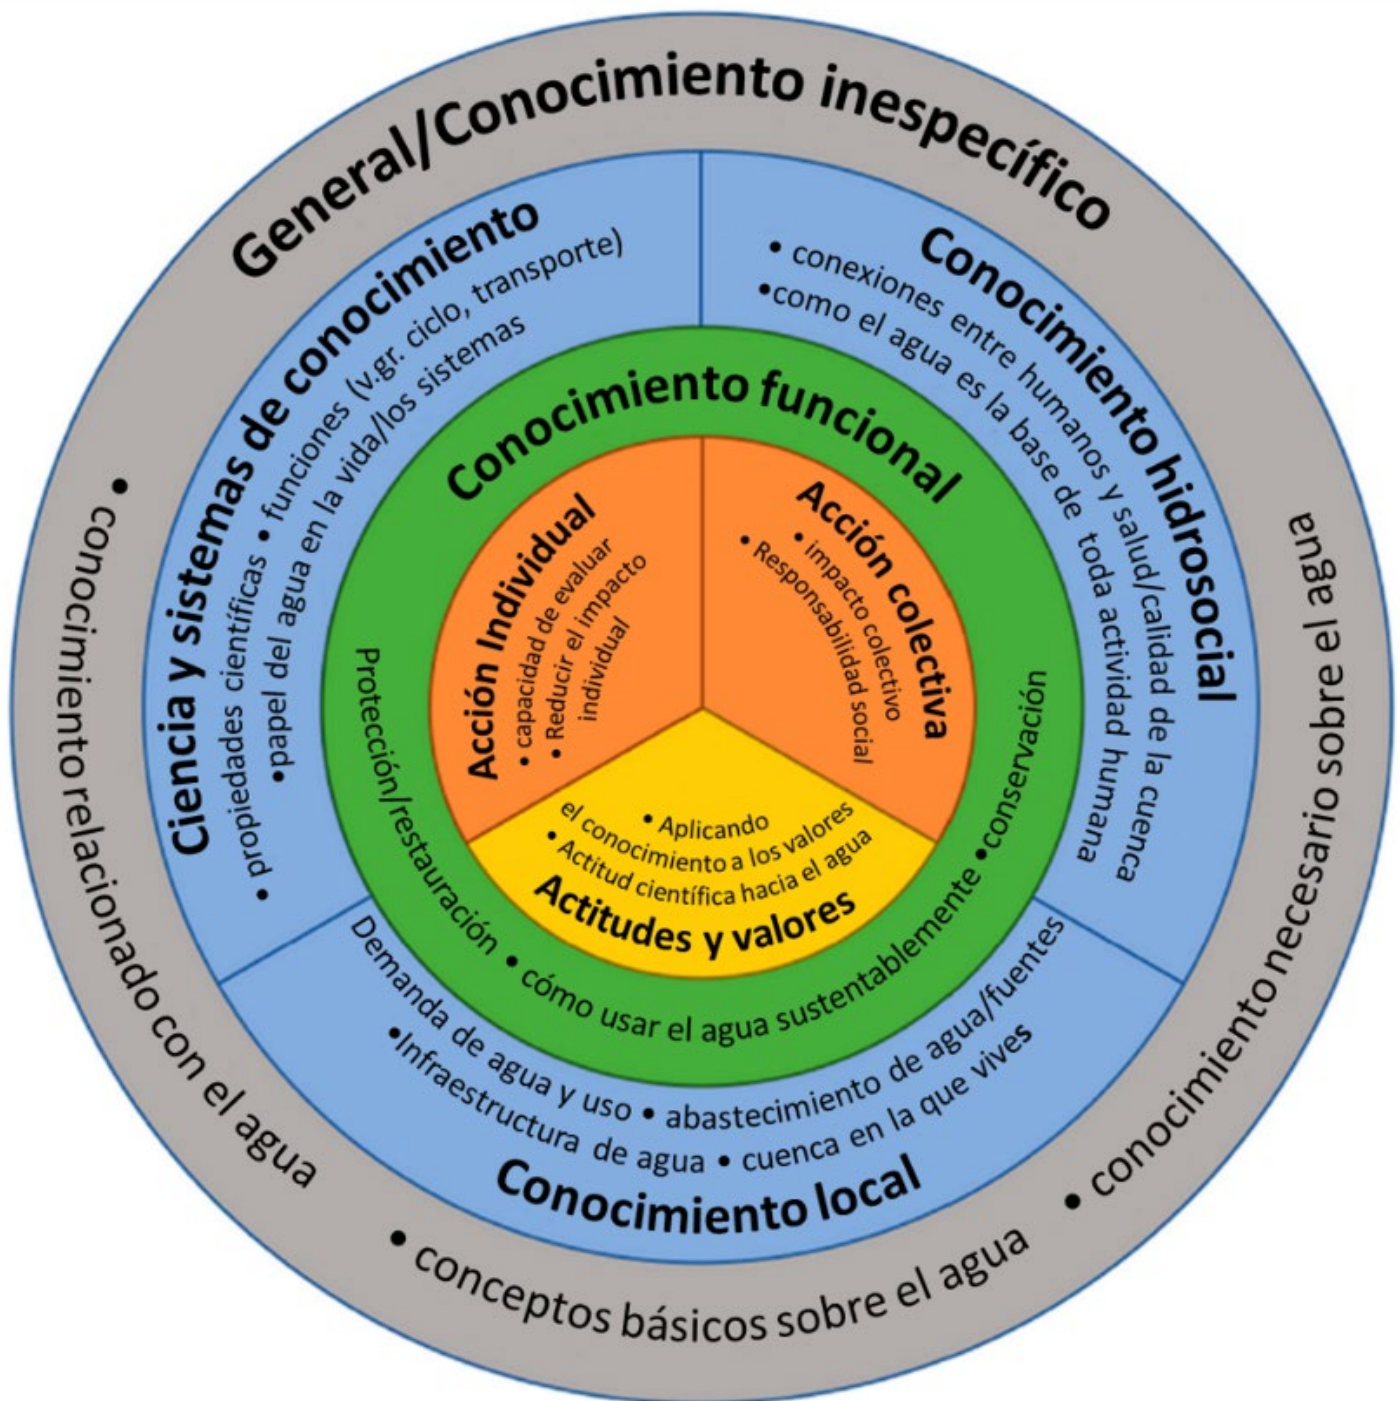 General/Conocimiento inespecífico
• conocimiento relacionado con el agua
• conceptos básicos sobre el agua
• conocimiento necesario sobre el agua
Ciencia y sistemas de conocimiento
• propiedades científicas • funciones (v.gr. ciclo, transporte)
•papel del agua en la vida/los sistemas
Conocimiento hidrosocial
• conexiones entre humanos y salud/calidad de la cuenca
•como el agua es la base de toda actividad humana
Demanda de agua y uso • abastecimiento de agua/fuentes
•Infraestructura de agua • cuenca en la que vives
Conocimiento local
Conocimiento funcional
Protección/restauración • cómo usar el agua sustentablemente •conservación
Acción Individual
• capacidad de evaluar
• Reducir el impacto
individual
Acción colectiva
• impacto colectivo
• Responsabilidad social
• Aplicando
el conocimiento a los valores
• Actitud científica hacia el agua
Actitudes y valores